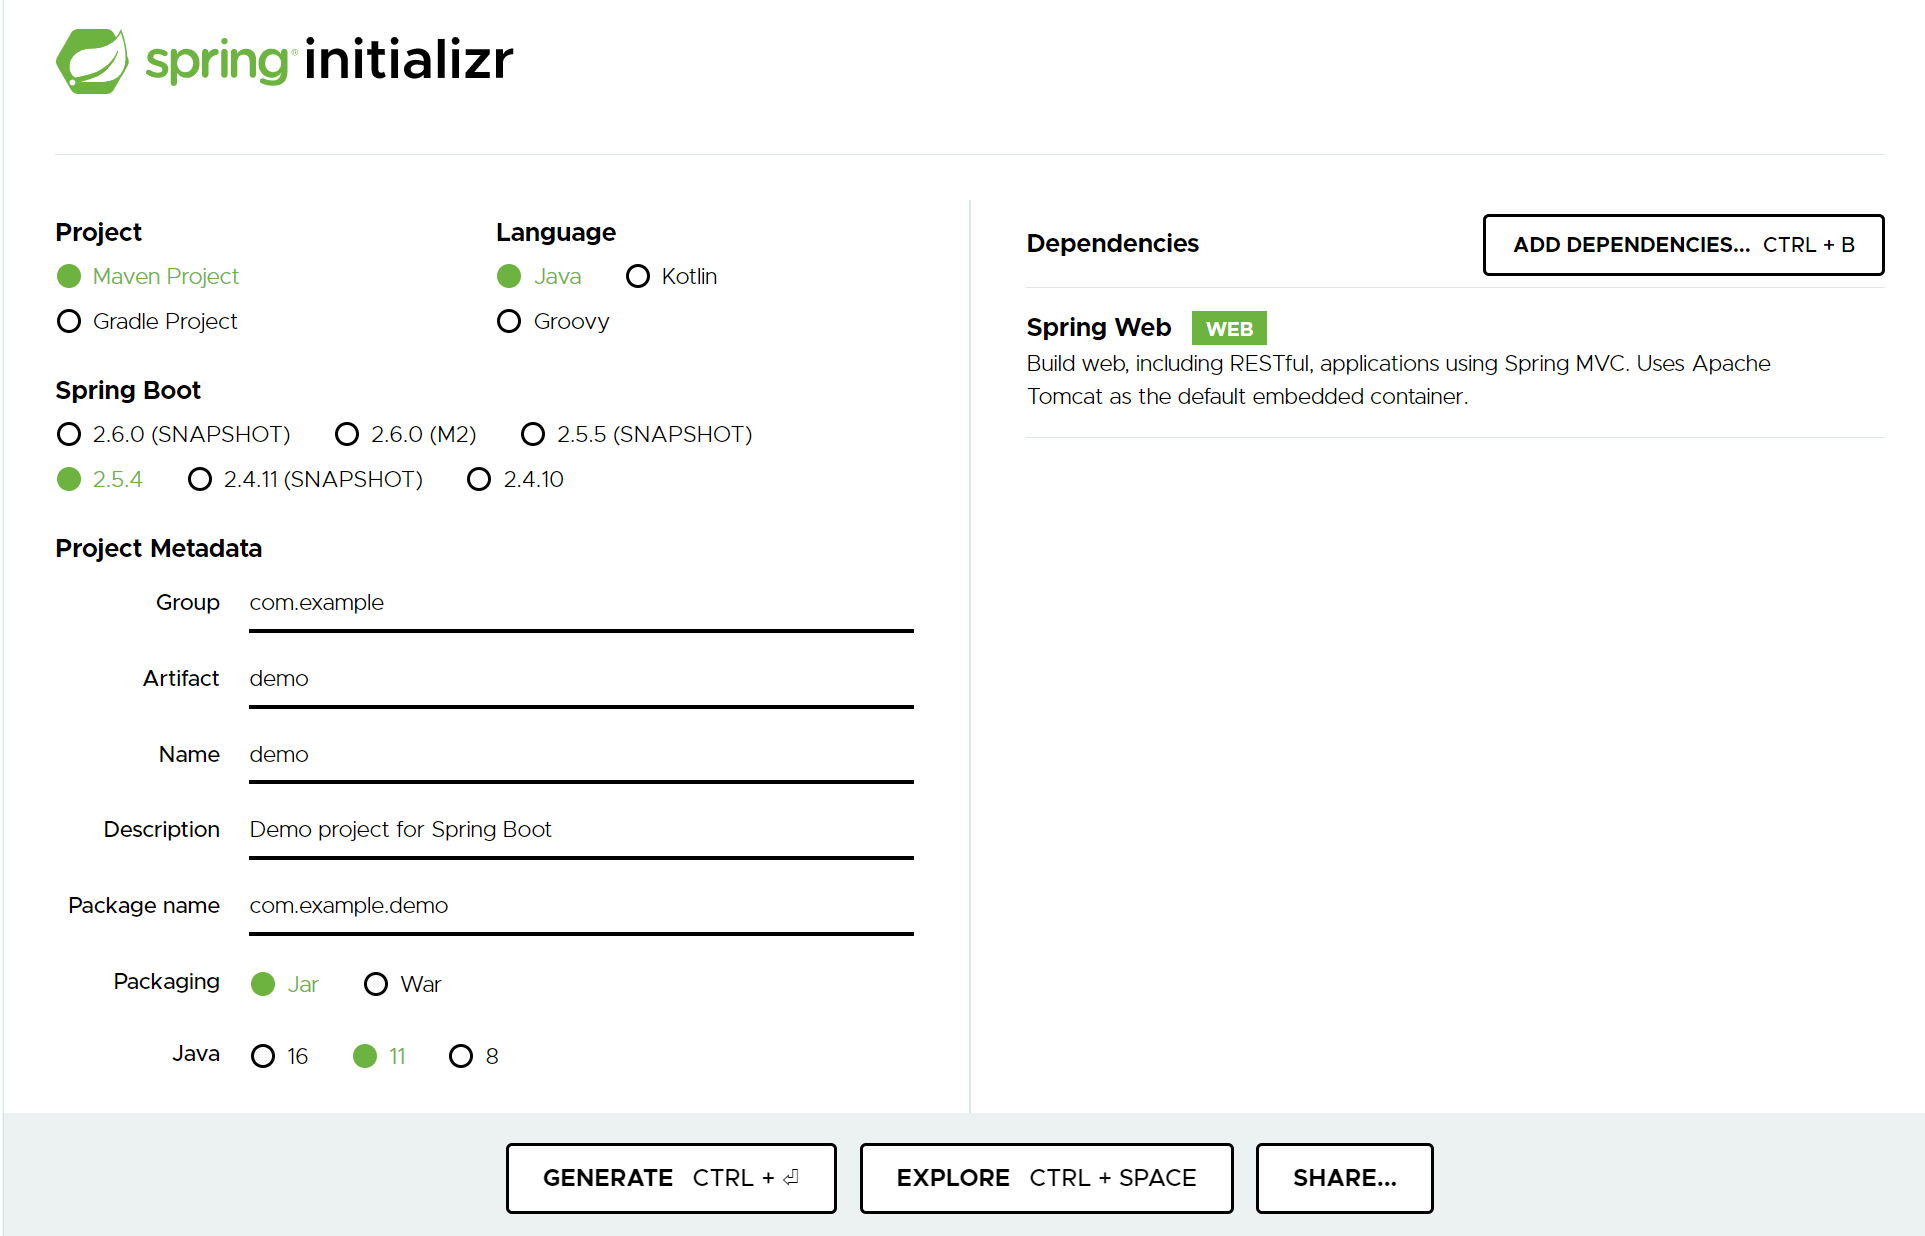 spring® initializr
Project
Maven Project
Gradle Project
Language
Java Kotlin
Groovy
Spring Boot
2.6.0 (SNAPSHOT) 2.6.0 (M2) 2.5.5 (SNAPSHOT)
2.5.4 2.4.11 (SNAPSHOT) 2.4.10
Project Metadata
Group com.example
Artifact demo
Name demo
Description Demo project for Spring Boot
Package name com.example.demo
Packaging Jar War
Java 16 11 8
Dependencies ADD DEPENDENCIES... CTRL + B
Spring Web WEB
Build web, including RESTful, applications using Spring MVC. Uses Apache
Tomcat as the default embedded container.
GENERATE CTRL + ⏎ EXPLORE CTRL + SPACE SHARE...